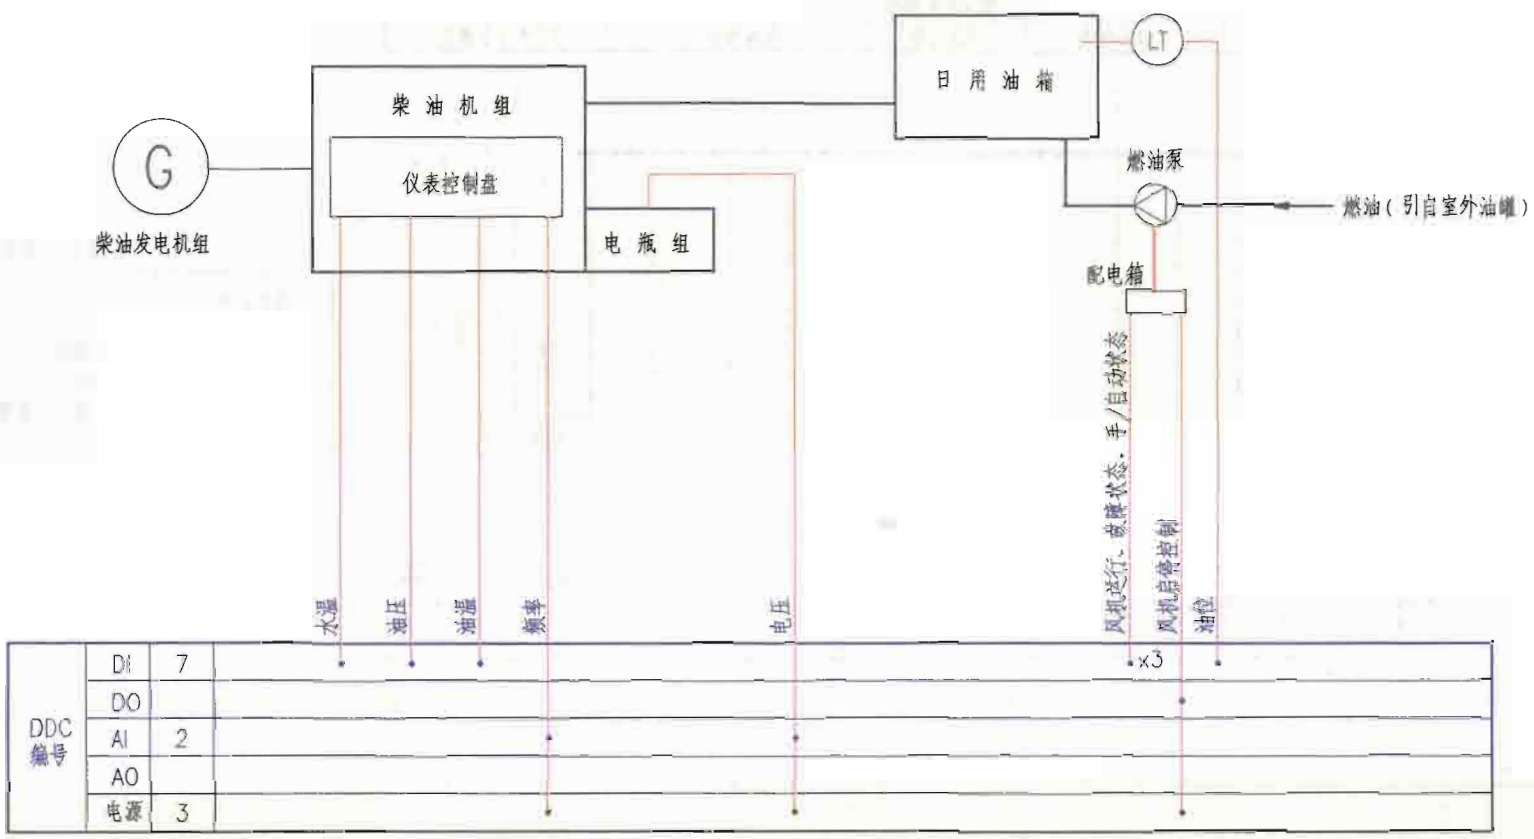 LT
日用油箱
柴油机组
仪表控制盘
G
柴油发电机组
电瓶组
燃油泵
燃油(引自室外油罐)
配电箱
水温
油压
油温
频率
电压
风机运行、故障状态、手/自动状态
风机启停控制
油位
DDC
编号
DI 7 x3
DO
AI 2
AO
电源 3